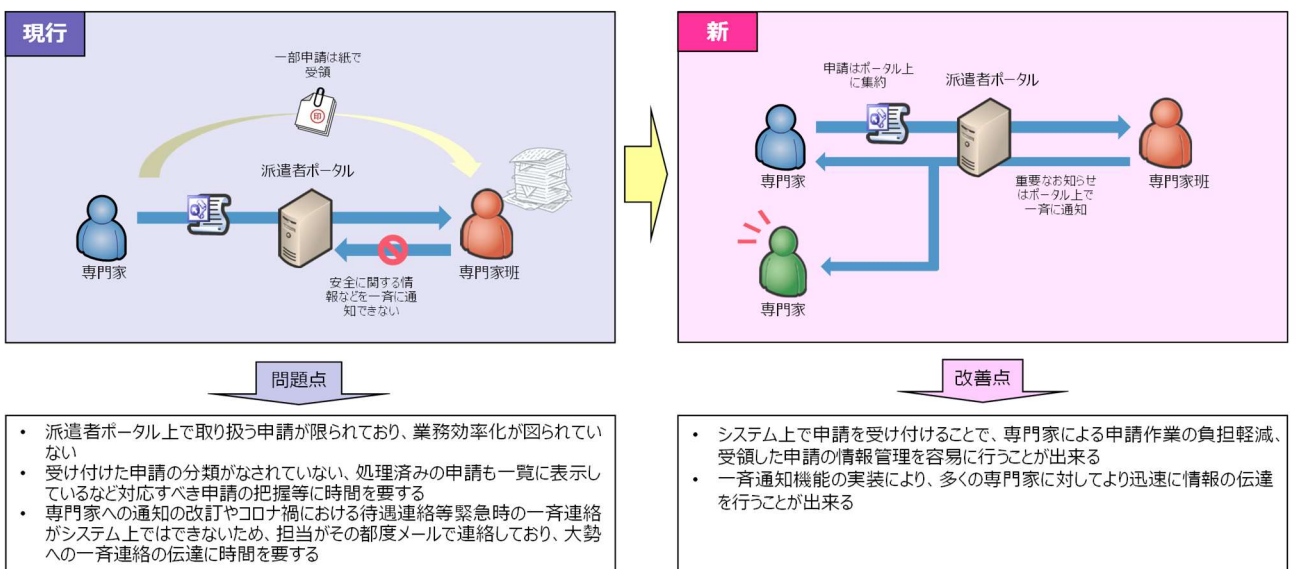 現行
一部申請は紙で
受領
印
派遣者ポータル
専門家
専門家班
安全に関する情
報などを一斉に通
知できない
問題点
• 派遣者ポータル上で取り扱う申請が限られており、業務効率化が図られてい
ない
• 受け付けた申請の分類がなされていない、処理済みの申請も一覧に表示し
ているなど対応すべき申請の把握等に時間を要する
• 専門家への通知の改訂やコロナ禍における待遇連絡等緊急時の一斉連絡
がシステム上ではできないため、担当がその都度メールで連絡しており、大勢
への一斉連絡の伝達に時間を要する
新
申請はポータル上
に集約
派遣者ポータル
専門家
専門家班
重要なお知らせ
はポータル上で
一斉に通知
専門家
改善点
• システム上で申請を受け付けることで、専門家による申請作業の負担軽減、
受領した申請の情報管理を容易に行うことが出来る
• 一斉通知機能の実装により、多くの専門家に対してより迅速に情報の伝達
を行うことが出来る